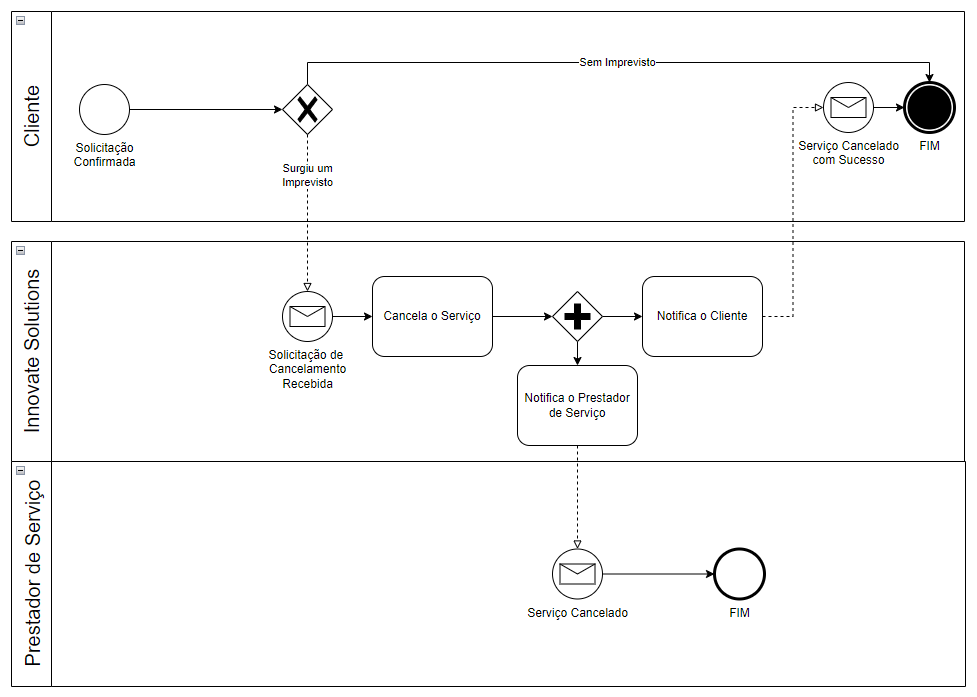 Cliente
Sem Imprevisto
Solicitação
Confirmada
Surgiu um
Imprevisto
Serviço Cancelado
com Sucesso
FIM
Innovate Solutions
Solicitação de
Cancelamento
Recebida
Cancela o Serviço
Notifica o Cliente
Notifica o Prestador
de Serviço
Prestador de Serviço
Serviço Cancelado
FIM